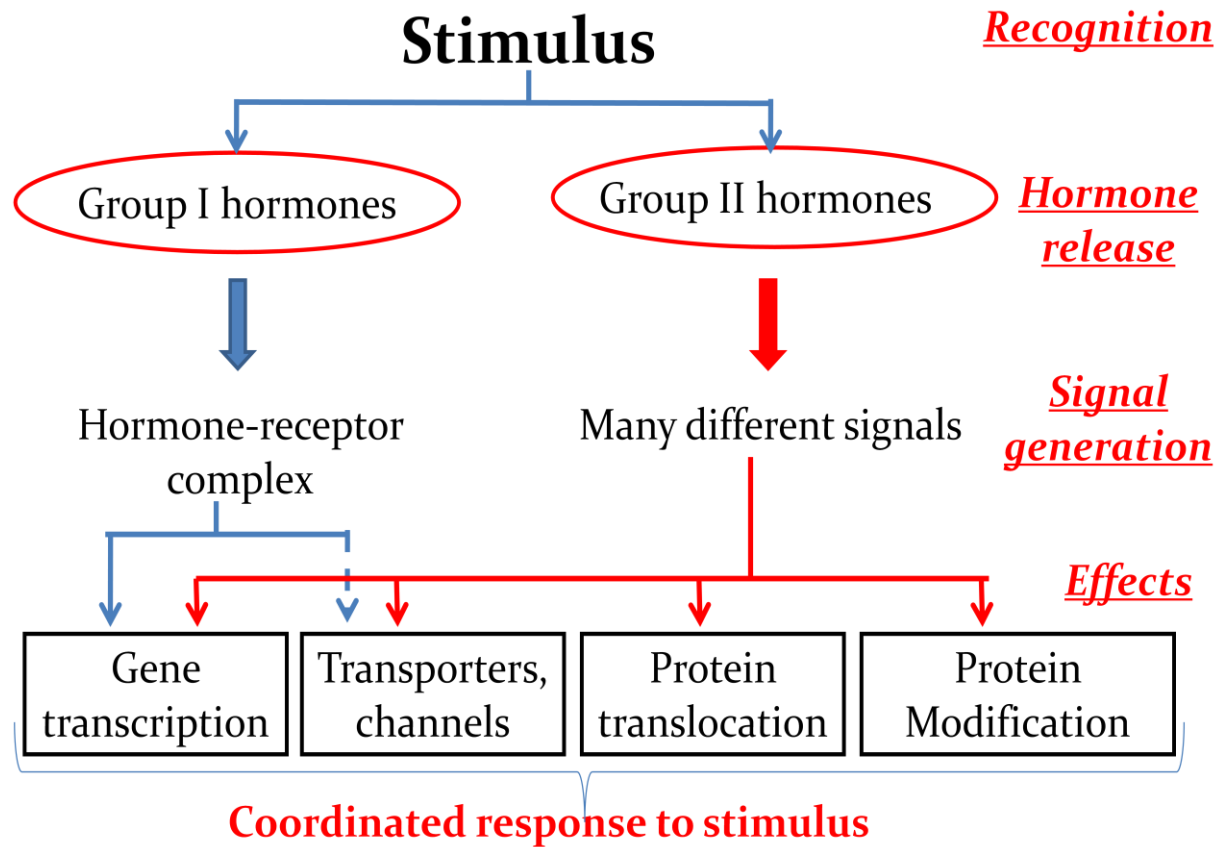 Stimulus
Recognition
Group I hormones
Group II hormones
Hormone
release
Hormone-receptor
complex
Many different signals
Signal
generation
Effects
Gene
transcription
Transporters,
channels
Protein
translocation
Protein
Modification
Coordinated response to stimulus